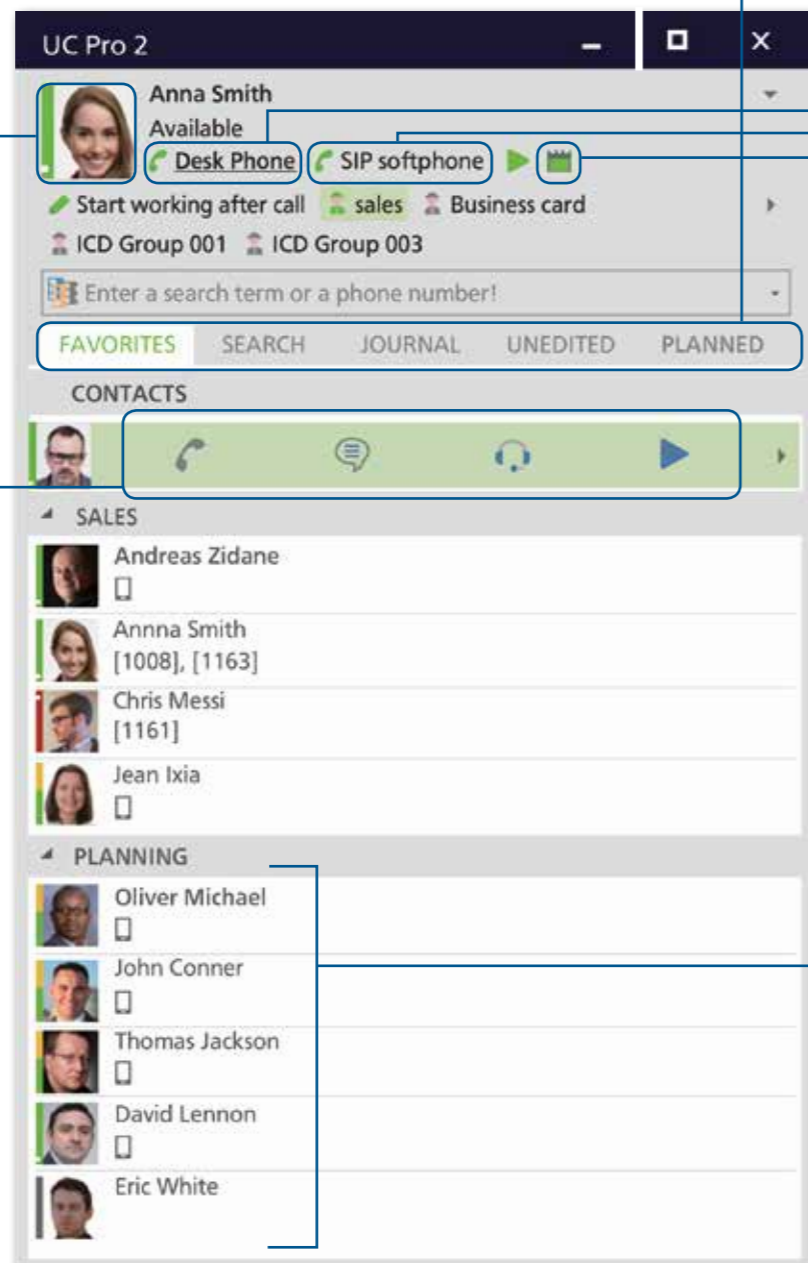 UC Pro 2
Anna Smith
Available
Desk Phone SIP softphone
Start working after call sales Business card
ICD Group 001 ICD Group 003
Enter a search term or a phone number!
FAVORITES SEARCH JOURNAL UNEDITED PLANNED
CONTACTS
SALES
Andreas Zidane
Annna Smith
[1008], [1163]
Chris Messi
[1161]
Jean Ixia
PLANNING
Oliver Michael
John Conner
Thomas Jackson
David Lennon
Eric White